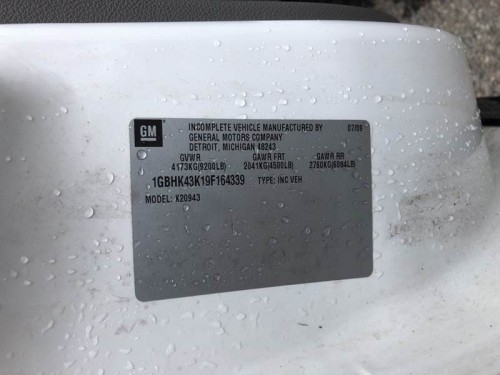 GM
INCOMPLETE VEHICLE MANUFACTURED BY 07/09
GENERAL MOTORS COMPANY
DETROIT, MICHIGAN 48243
GVWR GAWR FRT GAWR RR
4173KG(9200LB) 2041KG(4500LB) 2760KG(6084LB)
1GBHK43K19F164339 TYPE: INC VEH
MODEL: K20943